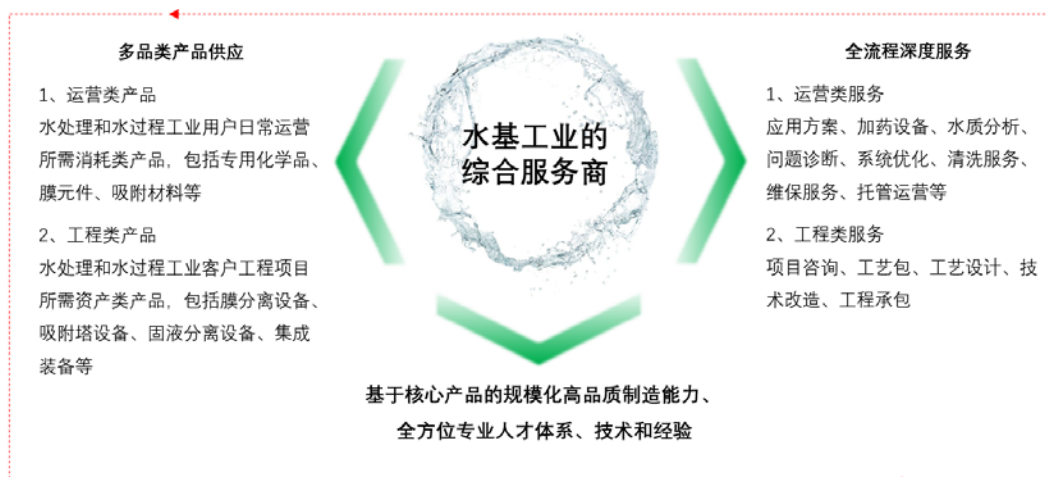 多品类产品供应
1、运营类产品
水处理和水过程工业用户日常运营
所需消耗类产品，包括专用化学品、
膜元件、吸附材料等
2、工程类产品
水处理和水过程工业客户工程项目
所需资产类产品，包括膜分离设备、
吸附塔设备、固液分离设备、集成
装备等
水基工业的
综合服务商
全流程深度服务
1、运营类服务
应用方案、加药设备、水质分析、
问题诊断、系统优化、清洗服务、
维保服务、托管运营等
2、工程类服务
项目咨询、工艺包、工艺设计、技
术改造、工程承包
基于核心产品的规模化高品质制造能力、
全方位专业人才体系、技术和经验